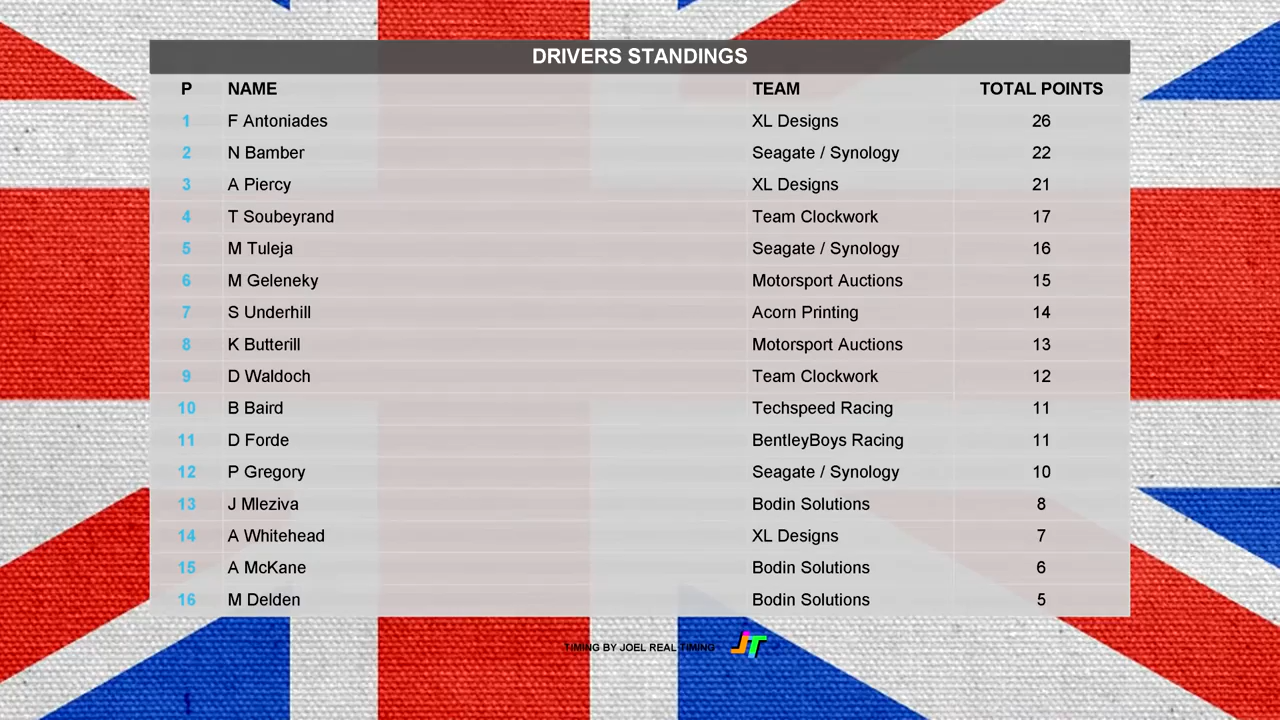 DRIVERS STANDINGS
P NAME TEAM TOTAL POINTS
1 F Antoniades XL Designs 26
2 N Bamber Seagate / Synology 22
3 A Piercy XL Designs 21
4 T Soubeyrand Team Clockwork 17
5 M Tuleja Seagate / Synology 16
6 M Geleneky Motorsport Auctions 15
7 S Underhill Acorn Printing 14
8 K Butterill Motorsport Auctions 13
9 D Waldoch Team Clockwork 12
10 B Baird Techspeed Racing 11
11 D Forde BentleyBoys Racing 11
12 P Gregory Seagate / Synology 10
13 J Mleziva Bodin Solutions 8
14 A Whitehead XL Designs 7
15 A McKane Bodin Solutions 6
16 M Delden Bodin Solutions 5
TIMING BY JOEL REAL-TIMING JT